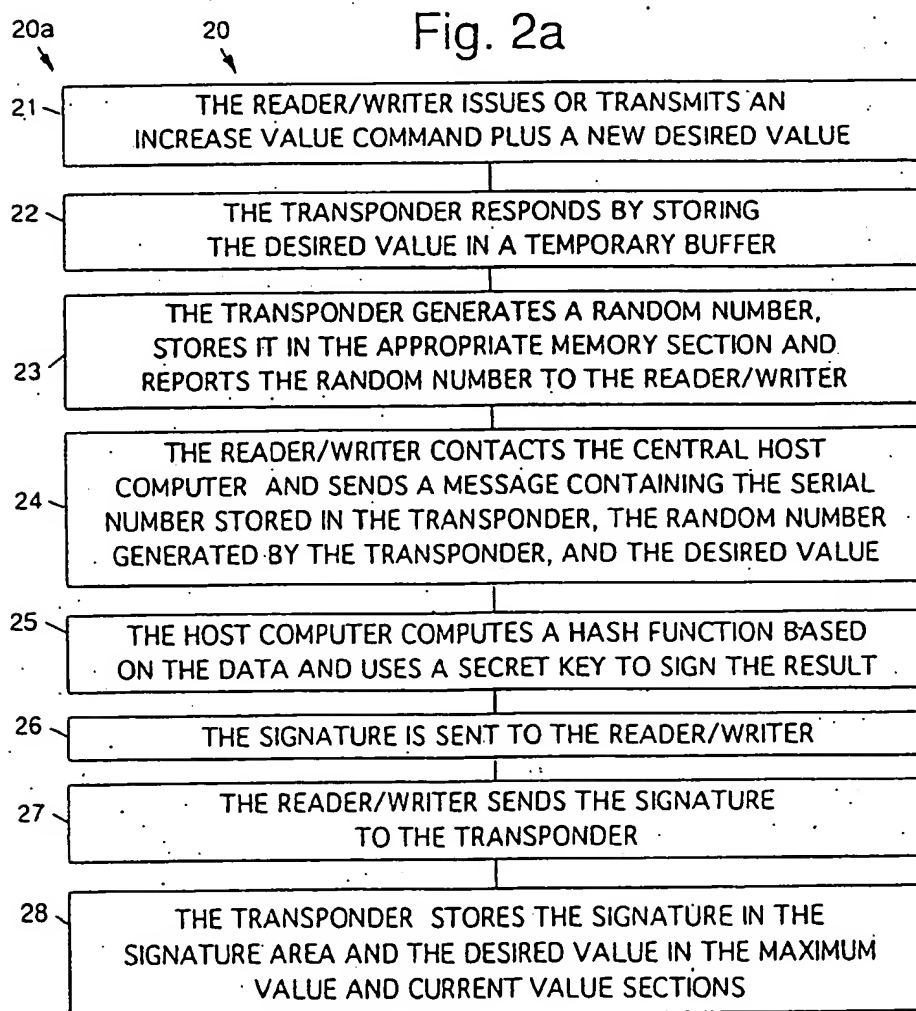 Fig. 2a
20a
20
21
THE READER/WRITER ISSUES OR TRANSMITS AN
INCREASE VALUE COMMAND PLUS A NEW DESIRED VALUE
22
THE TRANSPONDER RESPONDS BY STORING
THE DESIRED VALUE IN A TEMPORARY BUFFER
23
THE TRANSPONDER GENERATES A RANDOM NUMBER,
STORES IT IN THE APPROPRIATE MEMORY SECTION AND
REPORTS THE RANDOM NUMBER TO THE READER/WRITER
24
THE READER/WRITER CONTACTS THE CENTRAL HOST
COMPUTER AND SENDS A MESSAGE CONTAINING THE SERIAL
NUMBER STORED IN THE TRANSPONDER, THE RANDOM NUMBER
GENERATED BY THE TRANSPONDER, AND THE DESIRED VALUE
25
THE HOST COMPUTER COMPUTES A HASH FUNCTION BASED
ON THE DATA AND USES A SECRET KEY TO SIGN THE RESULT
26
THE SIGNATURE IS SENT TO THE READER/WRITER
27
THE READER/WRITER SENDS THE SIGNATURE
TO THE TRANSPONDER
28
THE TRANSPONDER STORES THE SIGNATURE IN THE
SIGNATURE AREA AND THE DESIRED VALUE IN THE MAXIMUM
VALUE AND CURRENT VALUE SECTIONS